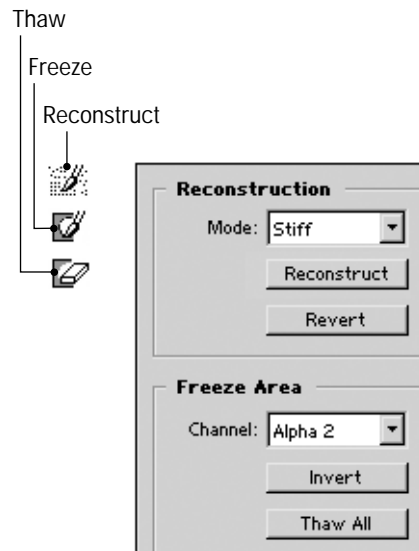 Thaw
Freeze
Reconstruct
Reconstruction
Mode: Stiff
Reconstruct
Revert
Freeze Area
Channel: Alpha 2
Invert
Thaw All